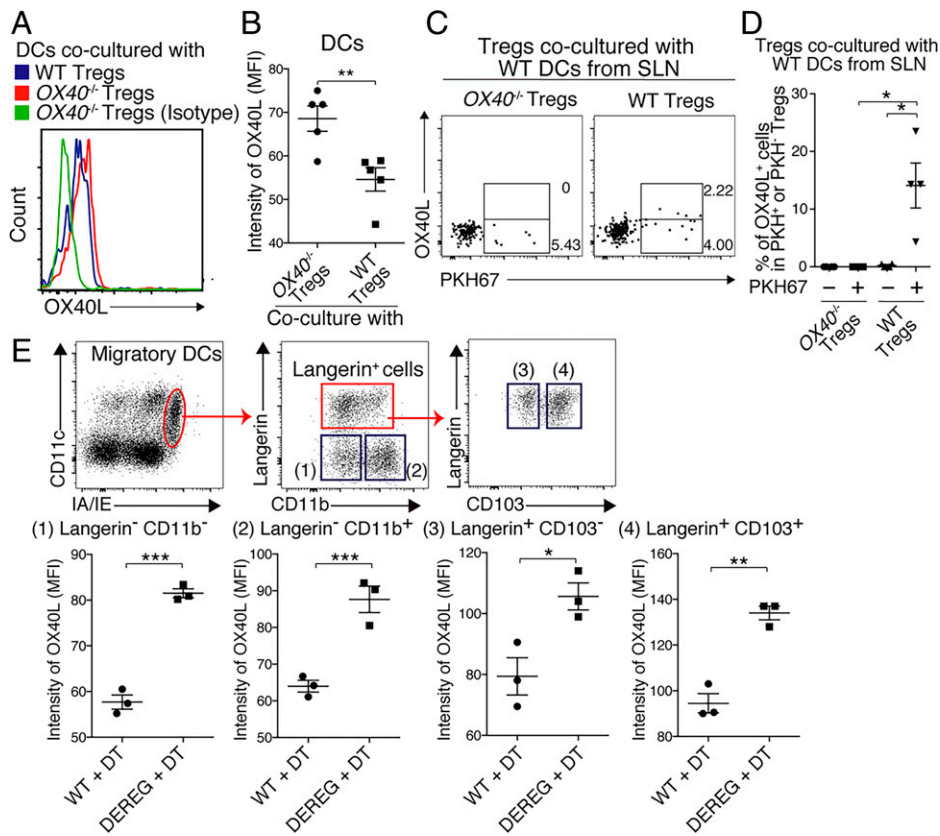 A
DCs co-cultured with
WT Tregs
OX40-/- Tregs
OX40-/- Tregs (Isotype)
Count
OX40L
B
DCs
**
Intensity of OX40L (MFI)
80
70
60
50
40
OX40-/- Tregs
WT Tregs
Co-culture with
C
Tregs co-cultured with
WT DCs from SLN
OX40-/- Tregs
WT Tregs
OX40L
0
5.43
2.22
4.00
PKH67
D
Tregs co-cultured with
WT DCs from SLN
*
*
% of OX40L+ cells
in PKH+ or PKH- Tregs
30
20
10
0
PKH67 − + − +
OX40-/- Tregs
WT Tregs
E
Migratory DCs
CD11c
IA/IE
Langerin+ cells
Langerin
(1)
(2)
CD11b
(3) (4)
Langerin
CD103
(1) Langerin- CD11b-
***
Intensity of OX40L (MFI)
90
80
70
60
50
WT + DT
DEREG + DT
(2) Langerin- CD11b+
***
Intensity of OX40L (MFI)
100
90
80
70
60
50
WT + DT
DEREG + DT
(3) Langerin+ CD103-
*
Intensity of OX40L (MFI)
120
100
80
60
WT + DT
DEREG + DT
(4) Langerin+ CD103+
**
Intensity of OX40L (MFI)
160
140
120
100
80
WT + DT
DEREG + DT